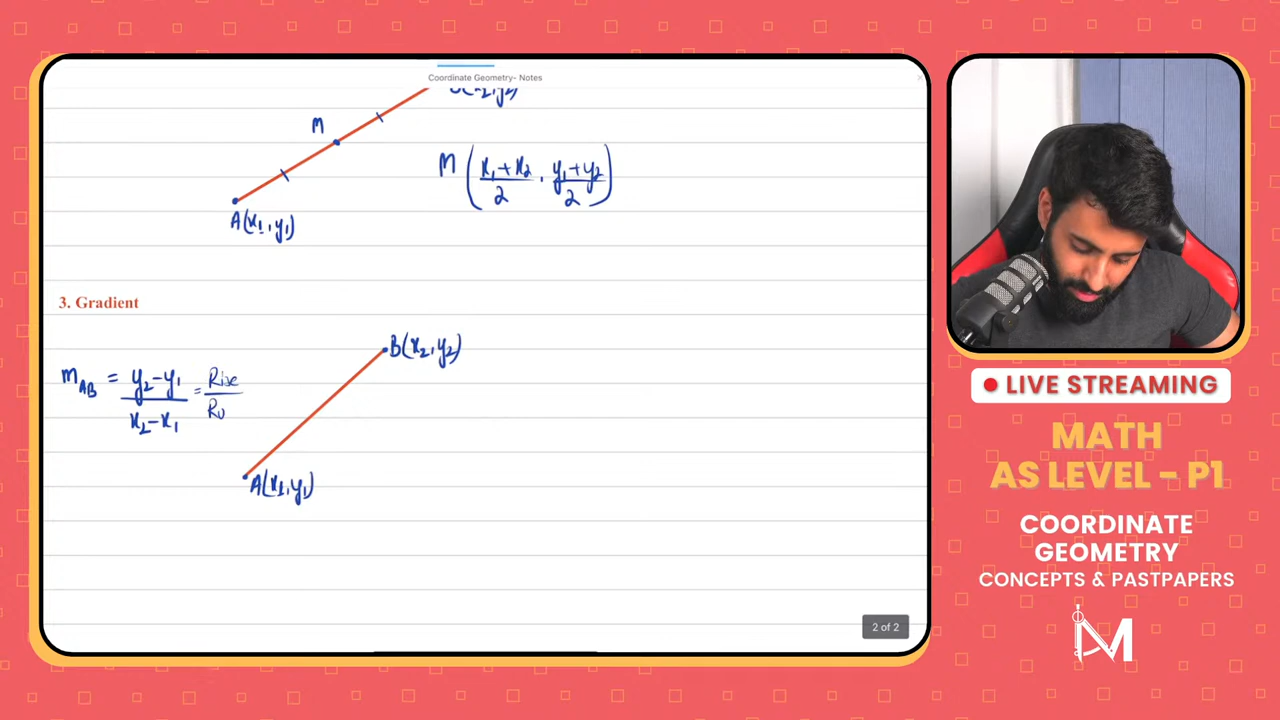 Coordinate Geometry- Notes
M
M (x₁+x₂/2, y₁+y₂/2)
A(x₁,y₁)
3. Gradient
B(x₂,y₂)
m_AB = y₂-y₁/x₂-x₁ = Rise/Ru
A(x₁,y₁)
2 of 2
LIVE STREAMING
MATH
AS LEVEL - P1
COORDINATE
GEOMETRY
CONCEPTS & PASTPAPERS
M